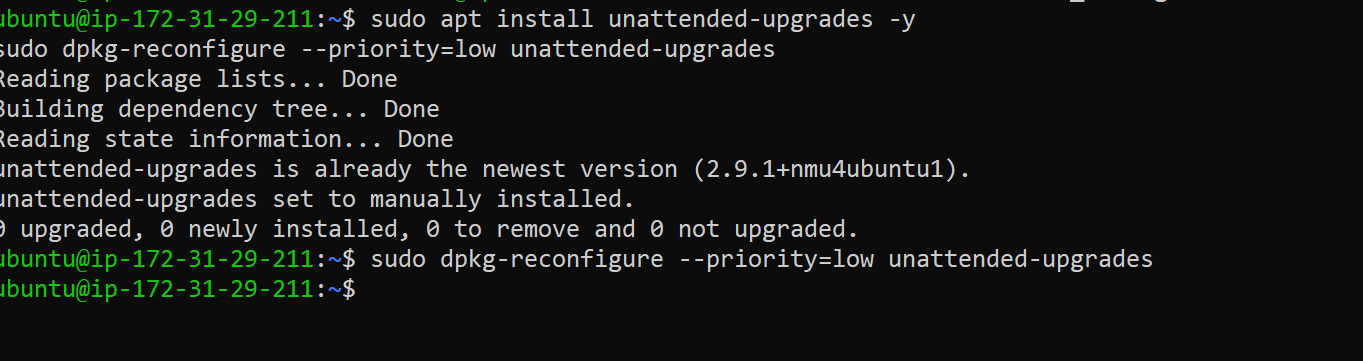 ubuntu@ip-172-31-29-211:~$ sudo apt install unattended-upgrades -y
sudo dpkg-reconfigure --priority=low unattended-upgrades
Reading package lists... Done
Building dependency tree... Done
Reading state information... Done
unattended-upgrades is already the newest version (2.9.1+nmu4ubuntu1).
unattended-upgrades set to manually installed.
0 upgraded, 0 newly installed, 0 to remove and 0 not upgraded.
ubuntu@ip-172-31-29-211:~$ sudo dpkg-reconfigure --priority=low unattended-upgrades
ubuntu@ip-172-31-29-211:~$